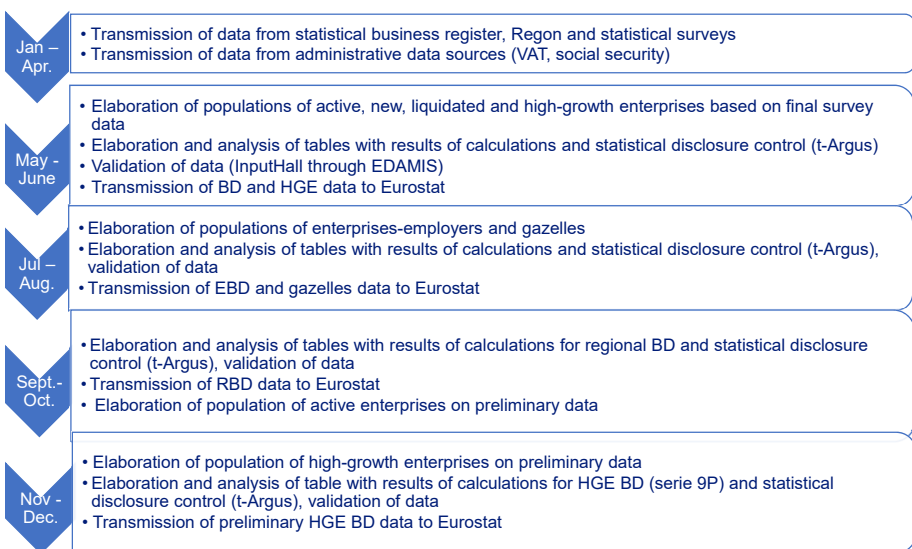 Jan –
Apr.
• Transmission of data from statistical business register, Regon and statistical surveys
• Transmission of data from administrative data sources (VAT, social security)
May -
June
• Elaboration of populations of active, new, liquidated and high-growth enterprises based on final survey
data
• Elaboration and analysis of tables with results of calculations and statistical disclosure control (t-Argus)
• Validation of data (InputHall through EDAMIS)
• Transmission of BD and HGE data to Eurostat
Jul –
Aug.
• Elaboration of populations of enterprises-employers and gazelles
• Elaboration and analysis of tables with results of calculations and statistical disclosure control (t-Argus),
validation of data
• Transmission of EBD and gazelles data to Eurostat
Sept.-
Oct.
• Elaboration and analysis of tables with results of calculations for regional BD and statistical disclosure
control (t-Argus), validation of data
• Transmission of RBD data to Eurostat
• Elaboration of population of active enterprises on preliminary data
Nov -
Dec.
• Elaboration of population of high-growth enterprises on preliminary data
• Elaboration and analysis of table with results of calculations for HGE BD (serie 9P) and statistical
disclosure control (t-Argus), validation of data
• Transmission of preliminary HGE BD data to Eurostat